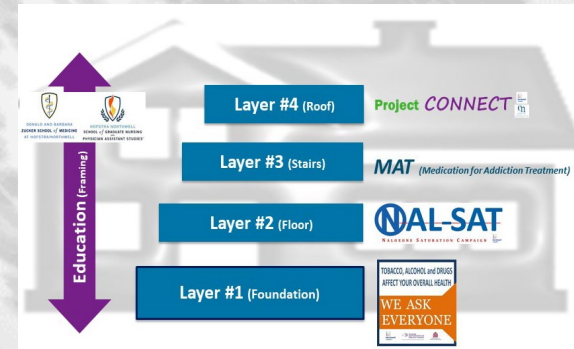 DONALD AND BARBARA
ZUCKER SCHOOL of MEDICINE
AT HOFSTRA/NORTHWELL
HOFSTRA NORTHWELL
SCHOOL of GRADUATE NURSING
PHYSICIAN ASSISTANT STUDIES
Education (Framing)
Layer #4 (Roof)
Project CONNECT
Layer #3 (Stairs)
MAT (Medication for Addiction Treatment)
Layer #2 (Floor)
NAL-SAT
NALOXONE SATURATION CAMPAIGN
Layer #1 (Foundation)
TOBACCO, ALCOHOL and DRUGS
AFFECT YOUR OVERALL HEALTH
WE ASK
EVERYONE